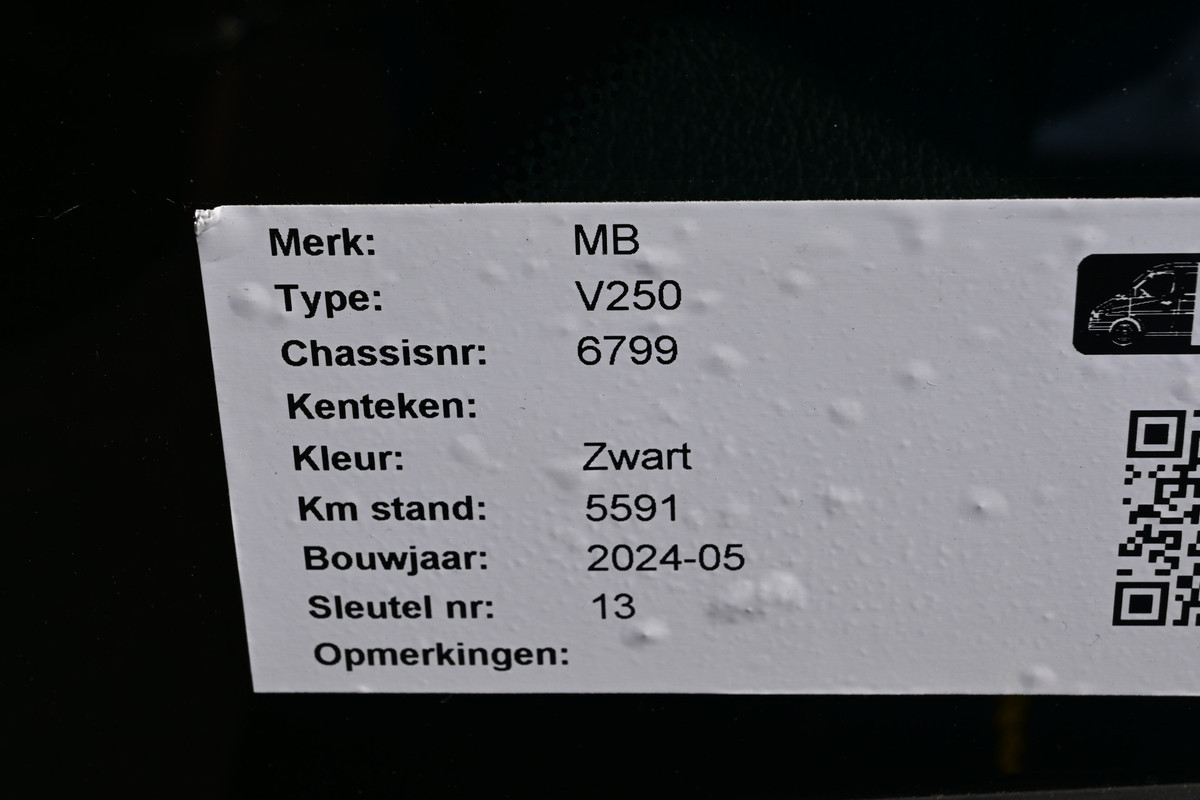 Merk: MB
Type: V250
Chassisnr: 6799
Kenteken:
Kleur: Zwart
Km stand: 5591
Bouwjaar: 2024-05
Sleutel nr: 13
Opmerkingen: